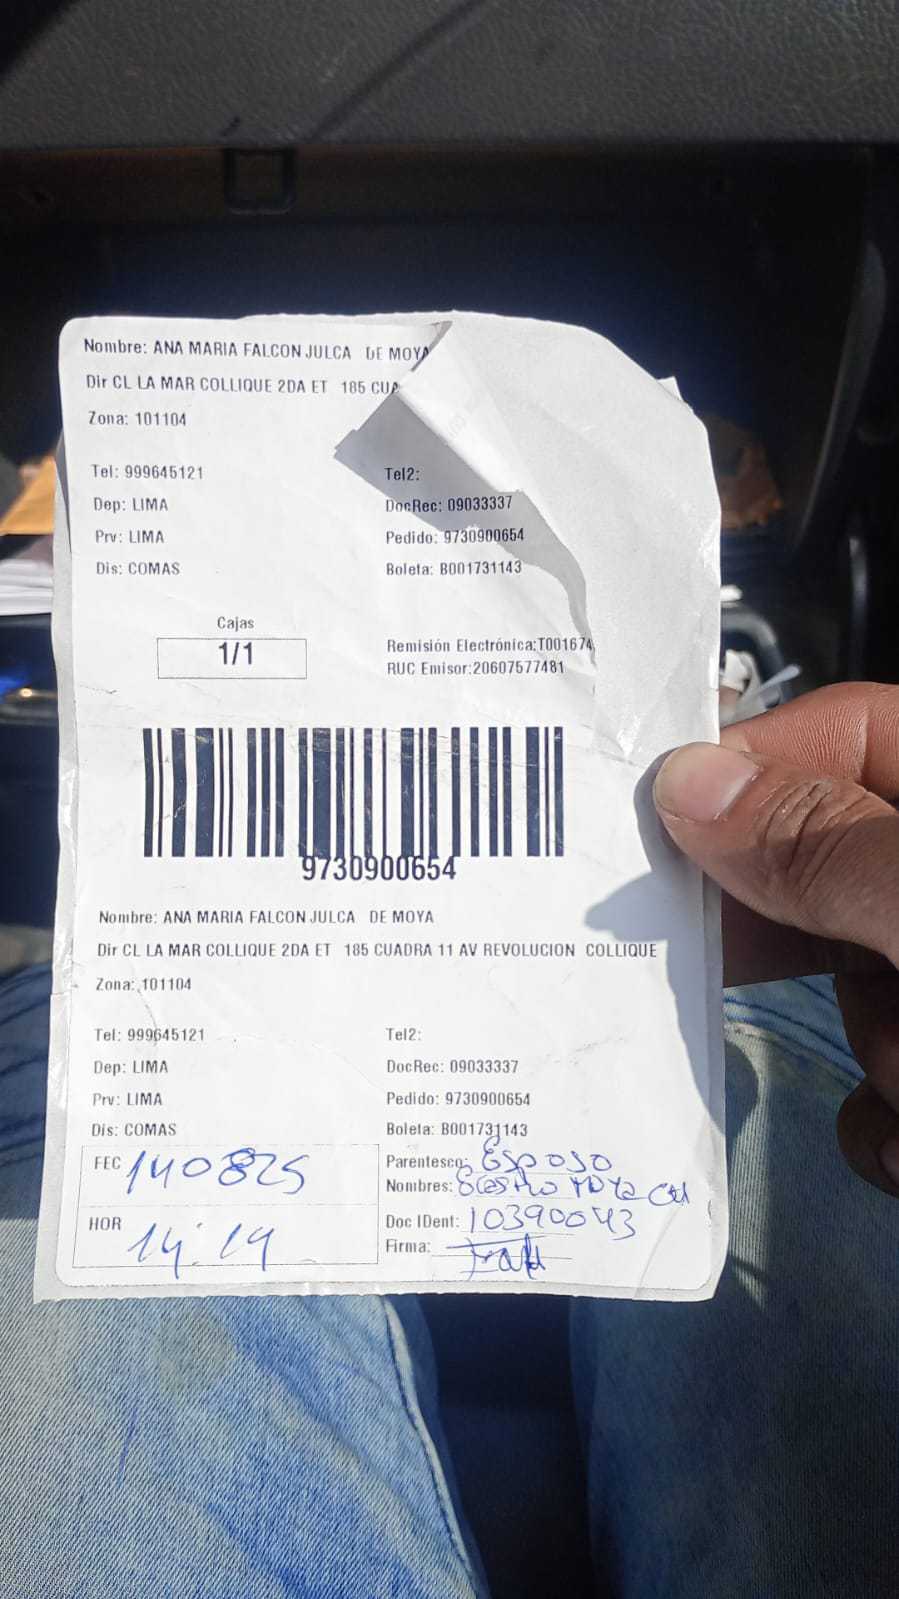 Nombre: ANA MARIA FALCON JULCA DE MOYA
Dir CL LA MAR COLLIQUE 2DA ET 185 CUA
Zona: 101104
Tel: 999645121 Tel2:
Dep: LIMA DocRec: 09033337
Prv: LIMA Pedido: 9730900654
Dis: COMAS Boleta: B001731143
Cajas
1/1
Remisión Electrónica:T001674
RUC Emisor:20607577481
9730900654
Nombre: ANA MARIA FALCON JULCA DE MOYA
Dir CL LA MAR COLLIQUE 2DA ET 185 CUADRA 11 AV REVOLUCION COLLIQUE
Zona: 101104
Tel: 999645121 Tel2:
Dep: LIMA DocRec: 09033337
Prv: LIMA Pedido: 9730900654
Dis: COMAS Boleta: B001731143
FEC 140825 Parentesco: Esposo
Nombres: Moya
HOR 14:14 Doc IDent: 10390043
Firma: